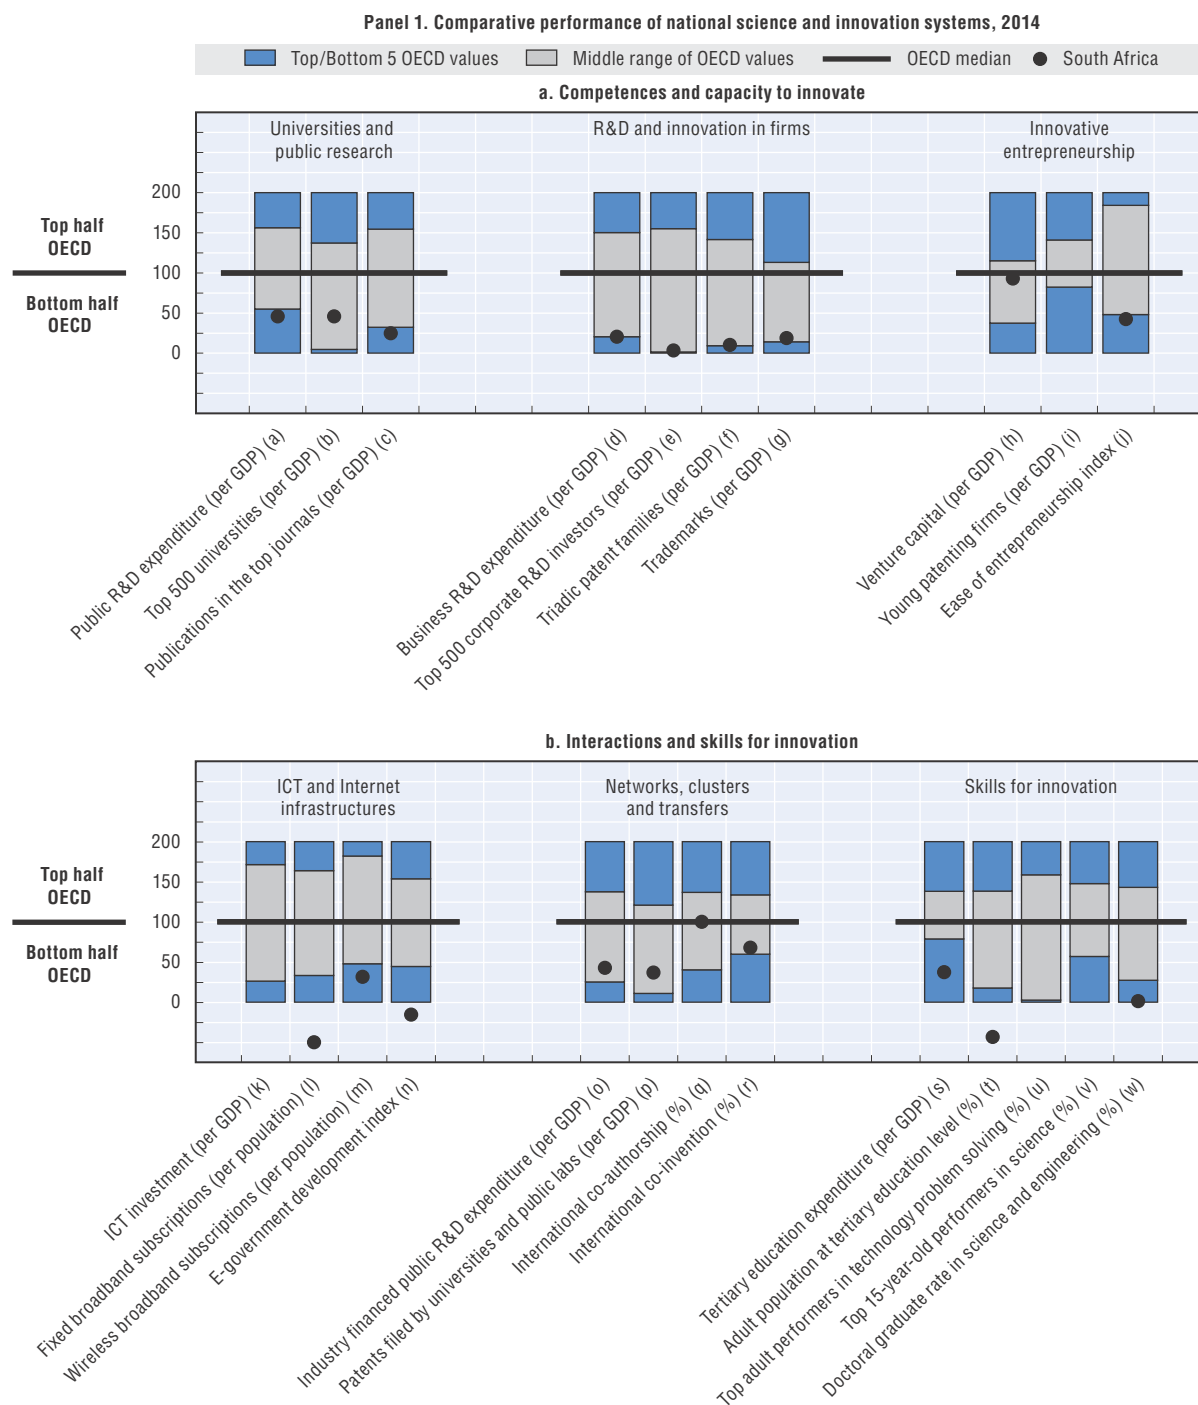 Panel 1. Comparative performance of national science and innovation systems, 2014
Top/Bottom 5 OECD values
Middle range of OECD values
OECD median
South Africa
a. Competences and capacity to innovate
Universities and
public research
R&D and innovation in firms
Innovative
entrepreneurship
200
150
100
50
0
Top half
OECD
Bottom half
OECD
Public R&D expenditure (per GDP) (a)
Top 500 universities (per GDP) (b)
Publications in the top journals (per GDP) (c)
Business R&D expenditure (per GDP) (d)
Top 500 corporate R&D investors (per GDP) (e)
Triadic patent families (per GDP) (f)
Trademarks (per GDP) (g)
Venture capital (per GDP) (h)
Young patenting firms (per GDP) (i)
Ease of entrepreneurship index (j)
b. Interactions and skills for innovation
ICT and Internet
infrastructures
Networks, clusters
and transfers
Skills for innovation
200
150
100
50
0
Top half
OECD
Bottom half
OECD
ICT investment (per GDP) (k)
Fixed broadband subscriptions (per population) (l)
Wireless broadband subscriptions (per population) (m)
E-government development index (n)
Industry financed public R&D expenditure (per GDP) (o)
Patents filed by universities and public labs (per GDP) (p)
International co-authorship (%) (q)
International co-invention (%) (r)
Tertiary education expenditure (per GDP) (s)
Adult population at tertiary education level (%) (t)
Top adult performers in technology problem solving (%) (u)
Top 15-year-old performers in science (%) (v)
Doctoral graduate rate in science and engineering (%) (w)